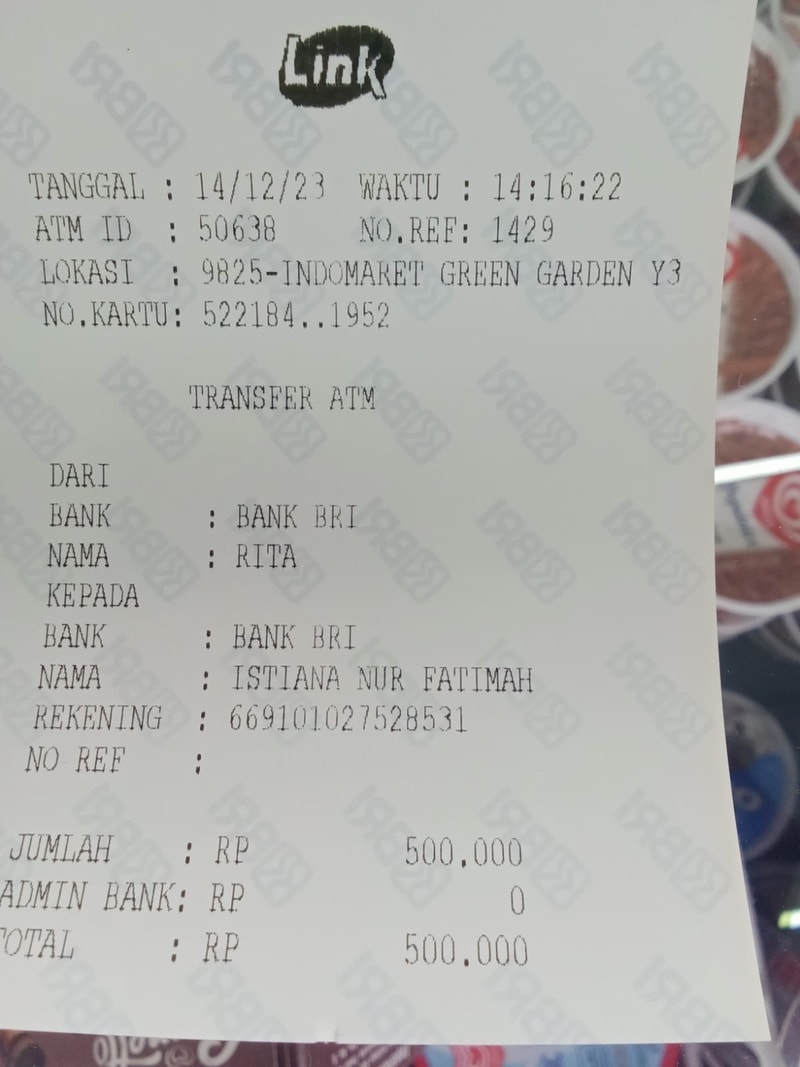 Link
TANGGAL : 14/12/23 WAKTU : 14:16:22
ATM ID : 50638 NO.REF: 1429
LOKASI : 9825-INDOMARET GREEN GARDEN Y3
NO.KARTU: 522184..1952
TRANSFER ATM
DARI
BANK : BANK BRI
NAMA : RITA
KEPADA
BANK : BANK BRI
NAMA : ISTIANA NUR FATIMAH
REKENING : 669101027528531
NO REF :
JUMLAH : RP 500.000
ADMIN BANK: RP 0
TOTAL : RP 500.000